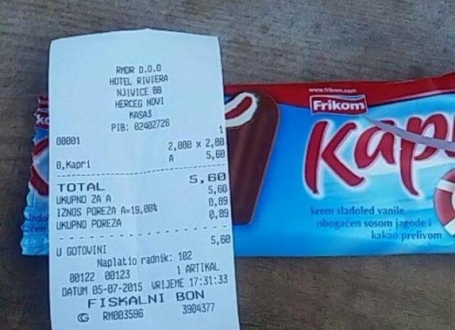 RMDR D.O.O
HOTEL RIVIERA
NJIVICE BB
HERCEG NOVI
KASA3
PIB: 02402726
1
00001
2,000 x 2,80
0,Kapri A 5,60
TOTAL 5,60
UKUPNO ZA A 5,60
IZNOS POREZA A=19,00% 0,89
UKUPNO POREZA 0,89
U GOTOVINI 5,60
Naplatio radnik: 102
00122 00123 1 ARTIKAL
DATUM 05-07-2015 VRIJEME 17:31:33
FISKALNI BON
RM003596 3904377
www.frikom.com
Frikom
Kapr
krem sladoled vanile
obogaćen sosom jagode i
kakao prelivom